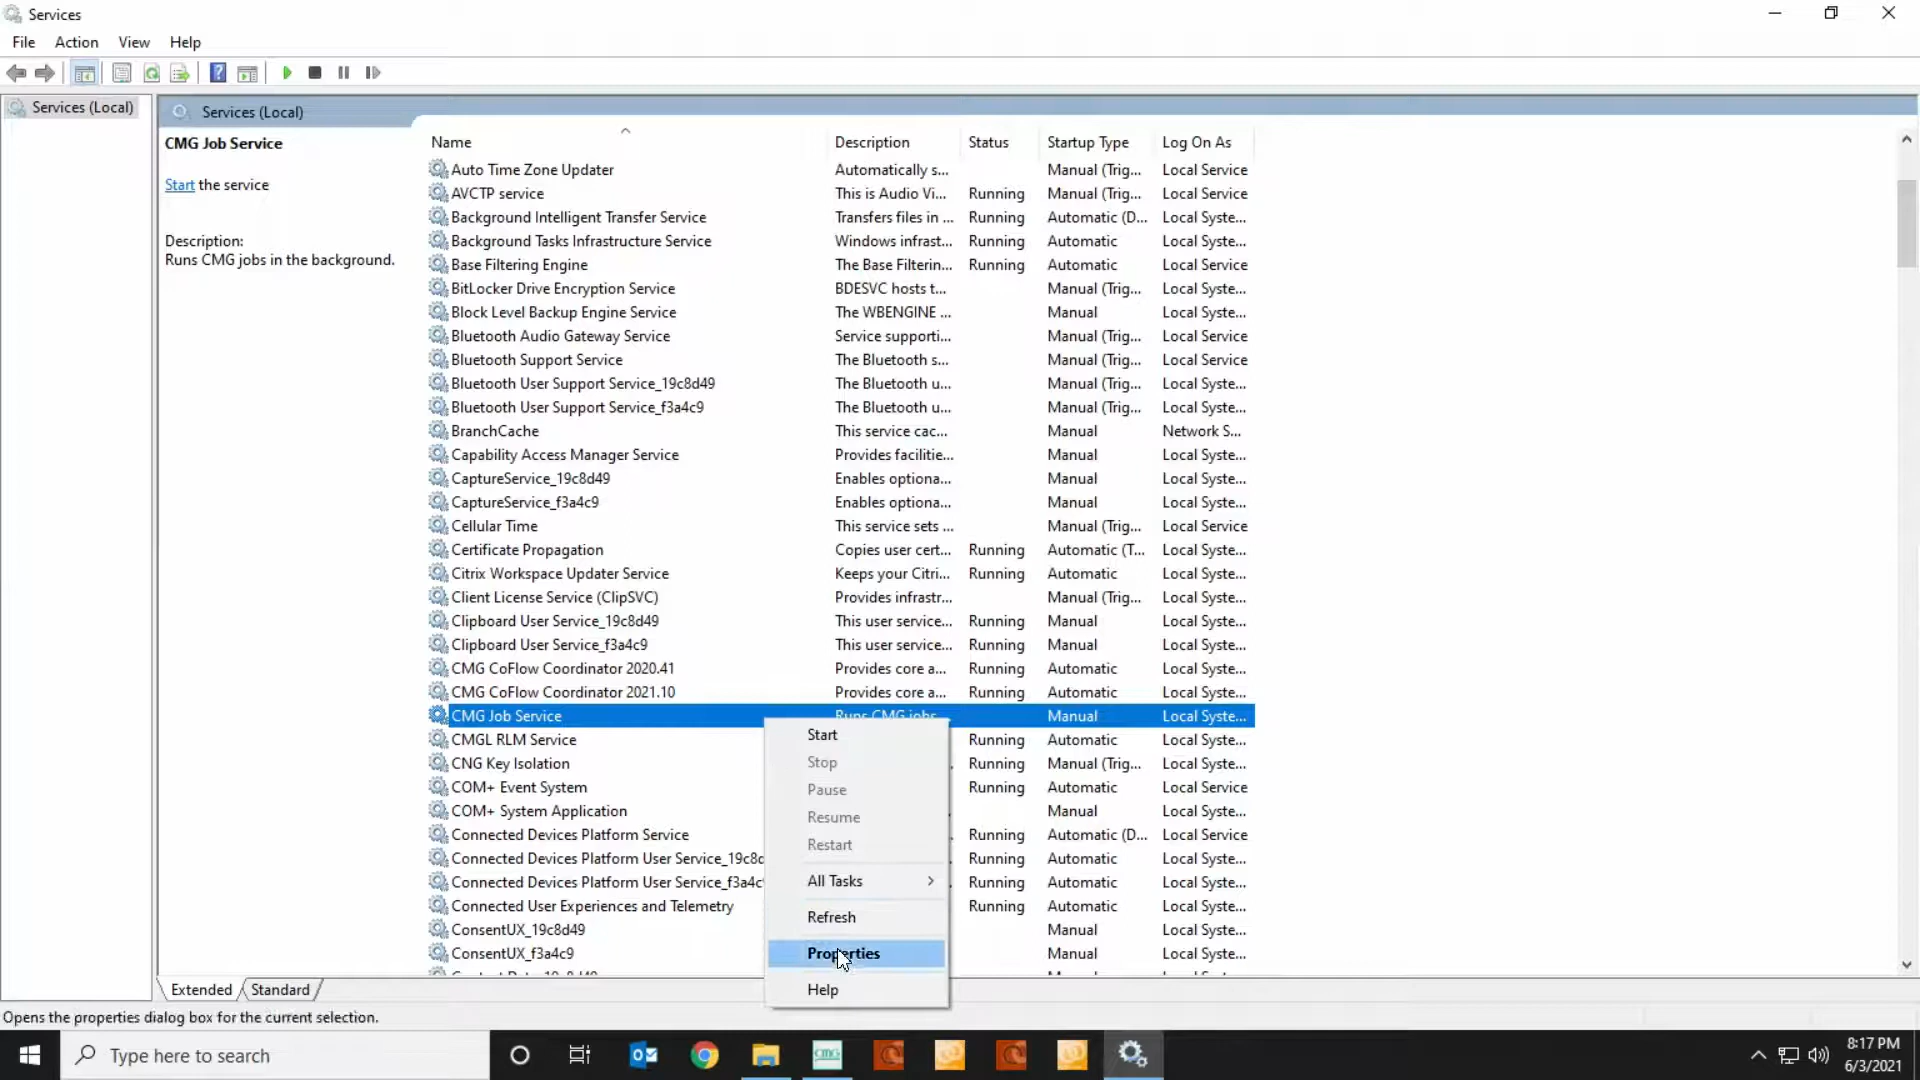 Services
File Action View Help
Services (Local)
Services (Local)
CMG Job Service
Start the service
Description:
Runs CMG jobs in the background.
Name Description Status Startup Type Log On As
Auto Time Zone Updater Automatically s... Manual (Trig... Local Service
AVCTP service This is Audio Vi... Running Manual (Trig... Local Service
Background Intelligent Transfer Service Transfers files in ... Running Automatic (D... Local Syste...
Background Tasks Infrastructure Service Windows infrast... Running Automatic Local Syste...
Base Filtering Engine The Base Filterin... Running Automatic Local Service
BitLocker Drive Encryption Service BDESVC hosts t... Manual (Trig... Local Syste...
Block Level Backup Engine Service The WBENGINE ... Manual Local Syste...
Bluetooth Audio Gateway Service Service supporti... Manual (Trig... Local Service
Bluetooth Support Service The Bluetooth s... Manual (Trig... Local Service
Bluetooth User Support Service_19c8d49 The Bluetooth u... Manual (Trig... Local Syste...
Bluetooth User Support Service_f3a4c9 The Bluetooth u... Manual (Trig... Local Syste...
BranchCache This service cac... Manual Network S...
Capability Access Manager Service Provides facilitie... Manual Local Syste...
CaptureService_19c8d49 Enables optiona... Manual Local Syste...
CaptureService_f3a4c9 Enables optiona... Manual Local Syste...
Cellular Time This service sets ... Manual (Trig... Local Service
Certificate Propagation Copies user cert... Running Automatic (T... Local Syste...
Citrix Workspace Updater Service Keeps your Citri... Running Automatic Local Syste...
Client License Service (ClipSVC) Provides infrastr... Manual (Trig... Local Syste...
Clipboard User Service_19c8d49 This user service... Running Manual Local Syste...
Clipboard User Service_f3a4c9 This user service... Running Manual Local Syste...
CMG CoFlow Coordinator 2020.41 Provides core a... Running Automatic Local Syste...
CMG CoFlow Coordinator 2021.10 Provides core a... Running Automatic Local Syste...
CMG Job Service Runs CMG jobs Manual Local Syste...
CMGL RLM Service Running Automatic Local Syste...
CNG Key Isolation Running Manual (Trig... Local Syste...
COM+ Event System Running Automatic Local Service
COM+ System Application Manual Local Syste...
Connected Devices Platform Service Running Automatic (D... Local Service
Connected Devices Platform User Service_19c8d Running Automatic Local Syste...
Connected Devices Platform User Service_f3a4c Running Automatic Local Syste...
Connected User Experiences and Telemetry Running Automatic Local Syste...
ConsentUX_19c8d49 Manual Local Syste...
ConsentUX_f3a4c9 Manual Local Syste...
Start
Stop
Pause
Resume
Restart
All Tasks
Refresh
Properties
Help
Extended Standard
Opens the properties dialog box for the current selection.
Type here to search
CMG
8:17 PM
6/3/2021